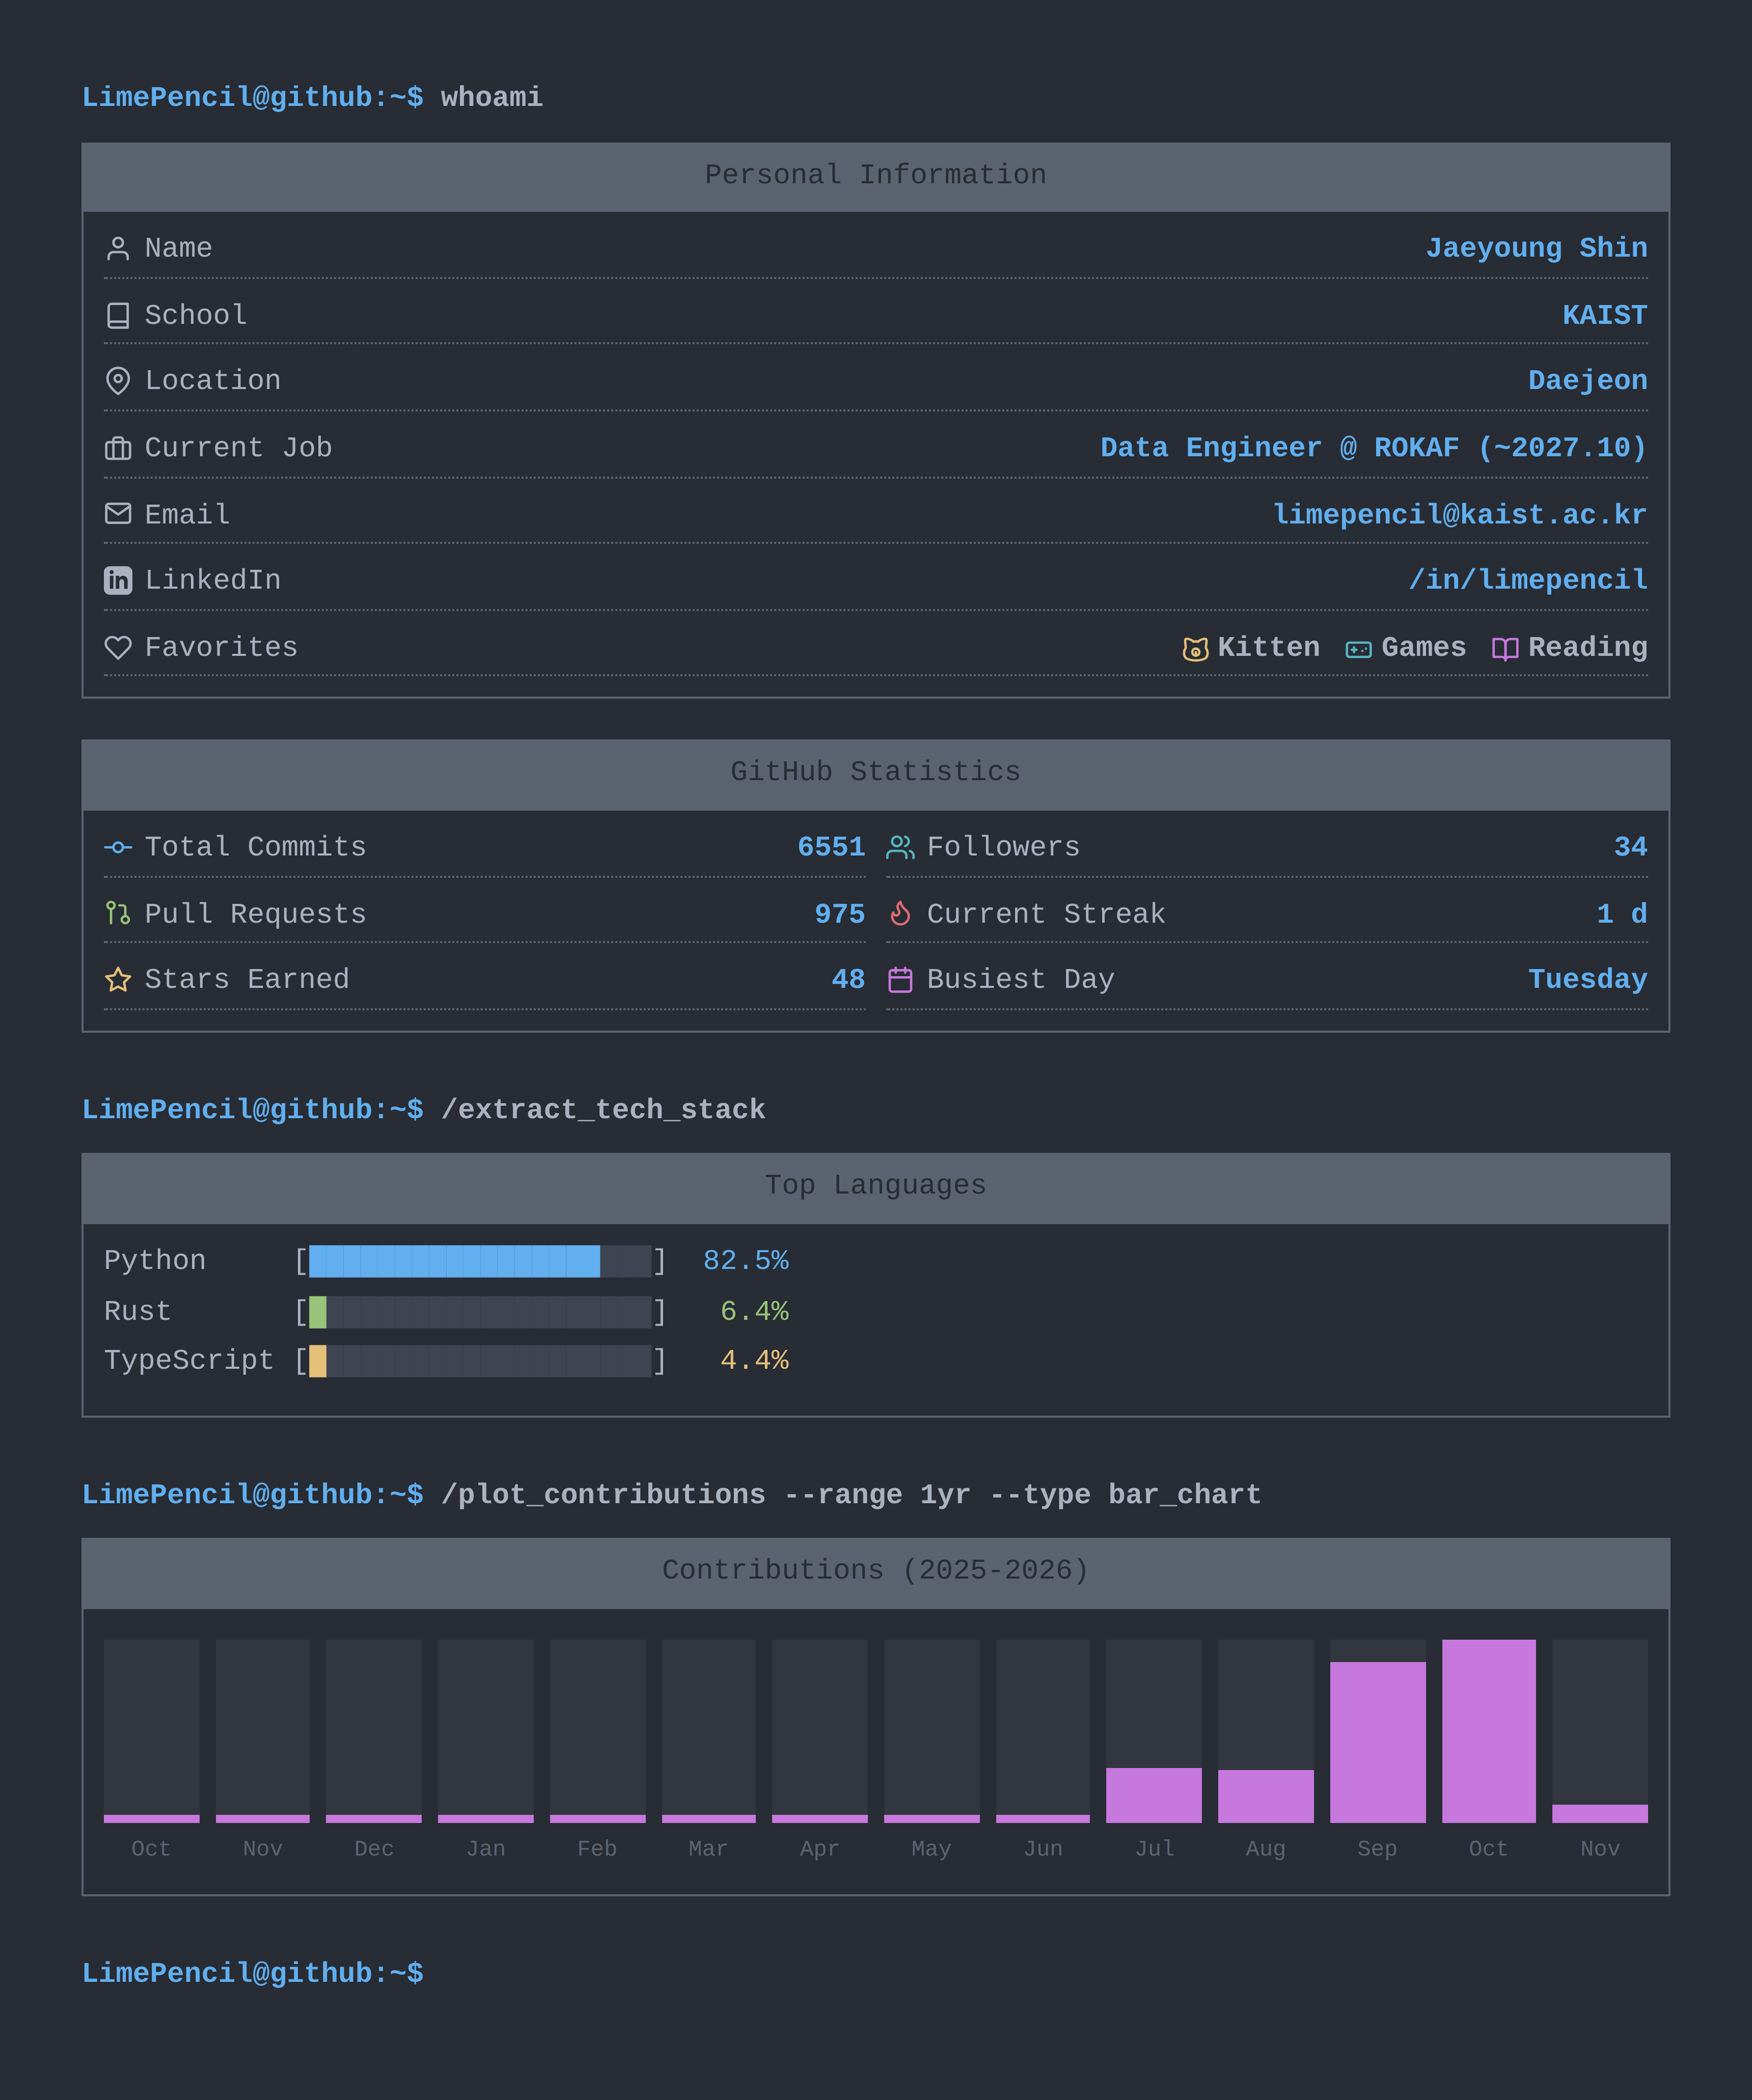 LimePencil@github:~$ whoami
Personal Information
Name Jaeyoung Shin
School KAIST
Location Daejeon
Current Job Data Engineer @ ROKAF (~2027.10)
Email limepencil@kaist.ac.kr
LinkedIn /in/limepencil
Favorites Kitten Games Reading
GitHub Statistics
Total Commits 6551 Followers 34
Pull Requests 975 Current Streak 1 d
Stars Earned 48 Busiest Day Tuesday
LimePencil@github:~$ /extract_tech_stack
Top Languages
Python [] 82.5%
Rust [] 6.4%
TypeScript [] 4.4%
LimePencil@github:~$ /plot_contributions --range 1yr --type bar_chart
Contributions (2025-2026)
Oct Nov Dec Jan Feb Mar Apr May Jun Jul Aug Sep Oct Nov
LimePencil@github:~$